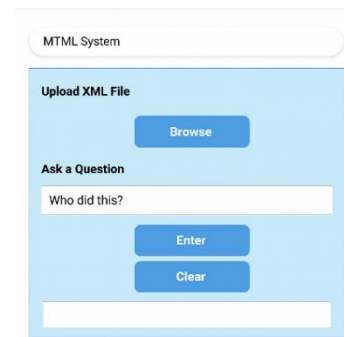 MTML System
Upload XML File
Browse
Ask a Question
Who did this?
Enter
Clear